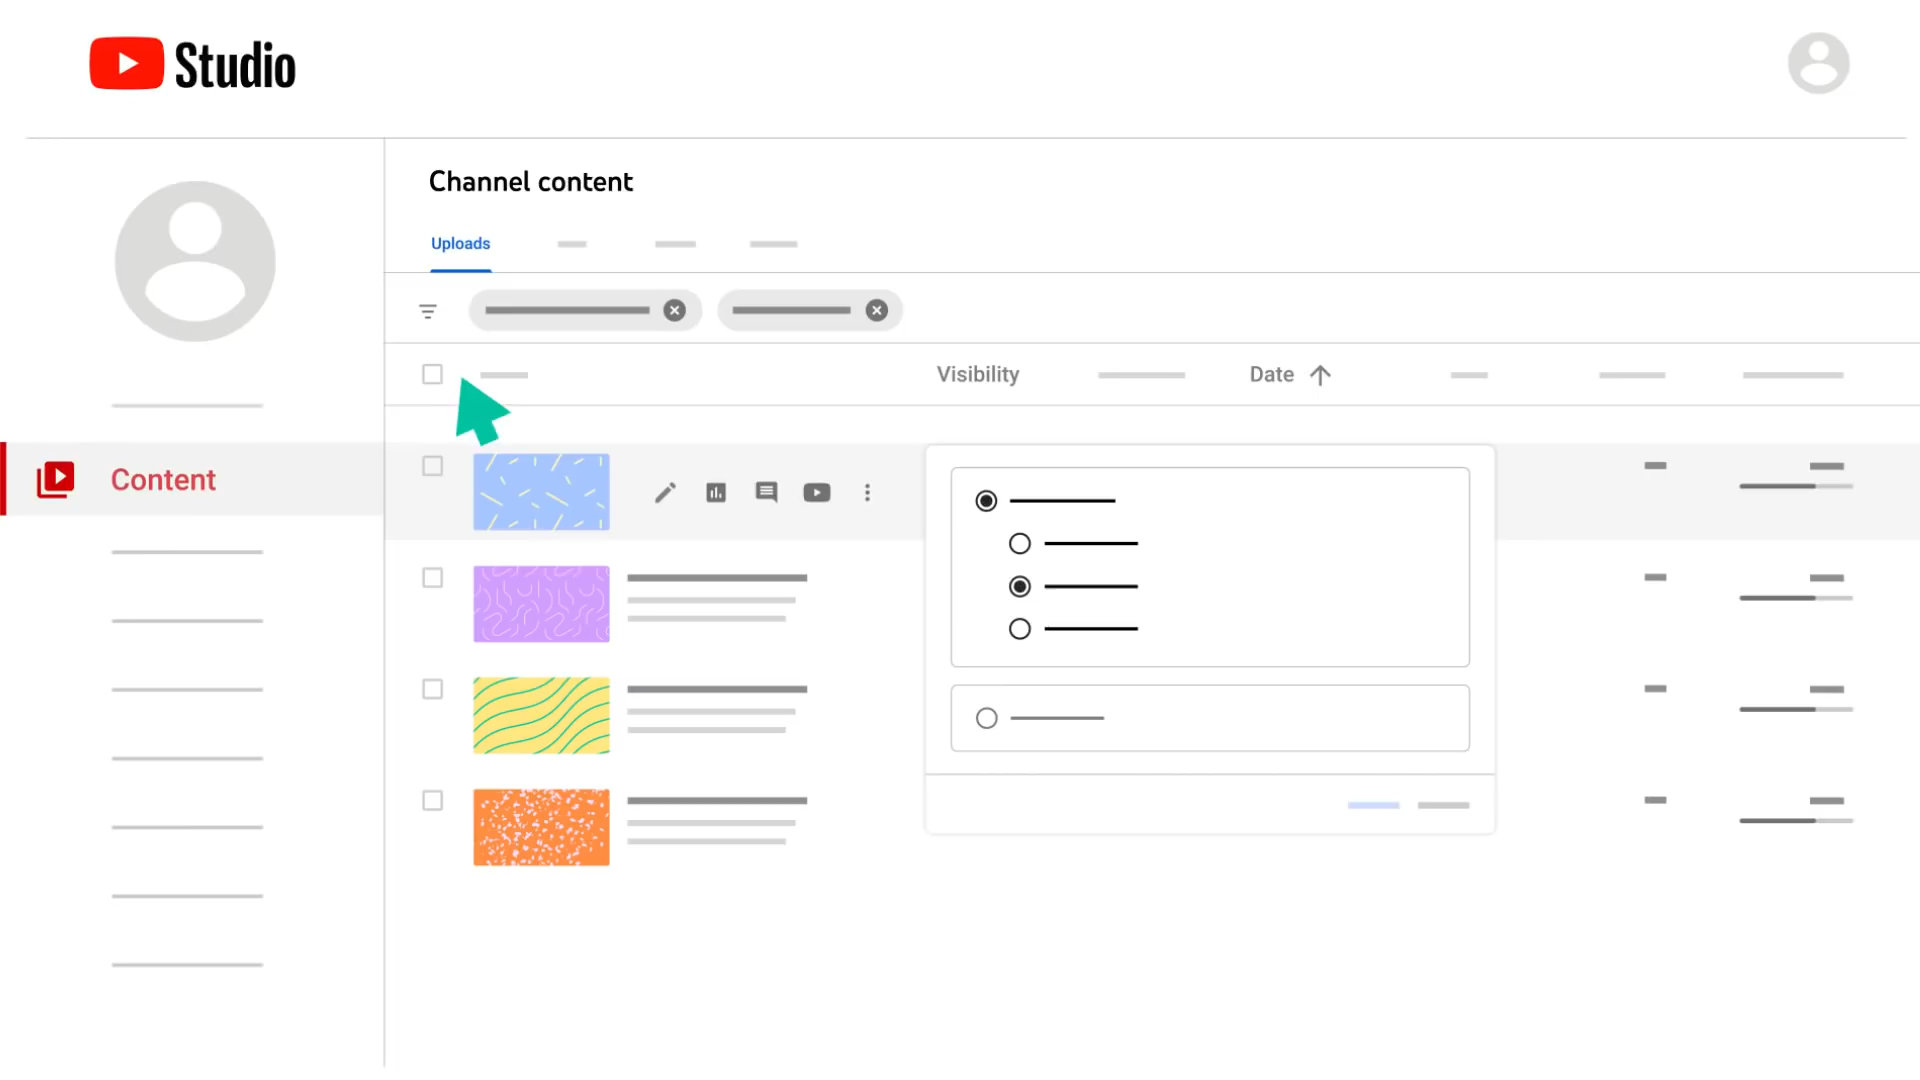 Studio
Channel content
Uploads
Visibility
Date
Content